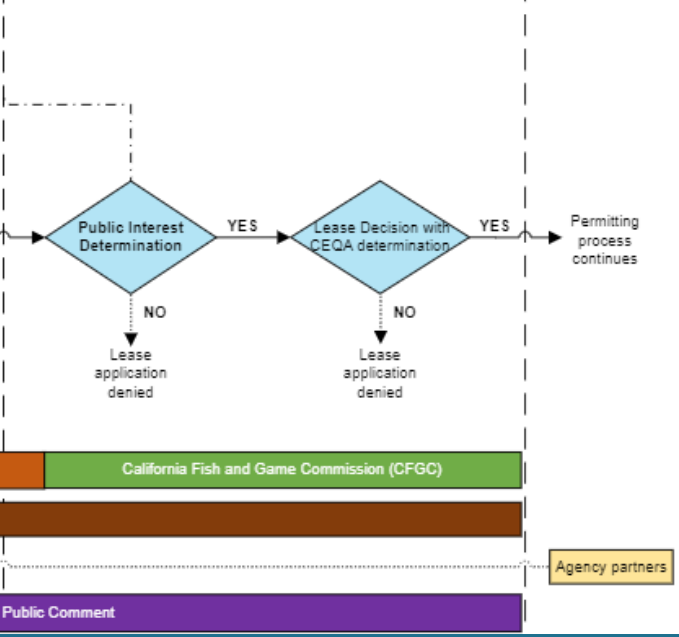 Public Interest
Determination
YES
Lease Decision with
CEQA determination
YES
Permitting
process
continues
NO
NO
Lease
application
denied
Lease
application
denied
California Fish and Game Commission (CFGC)
Agency partners
Public Comment